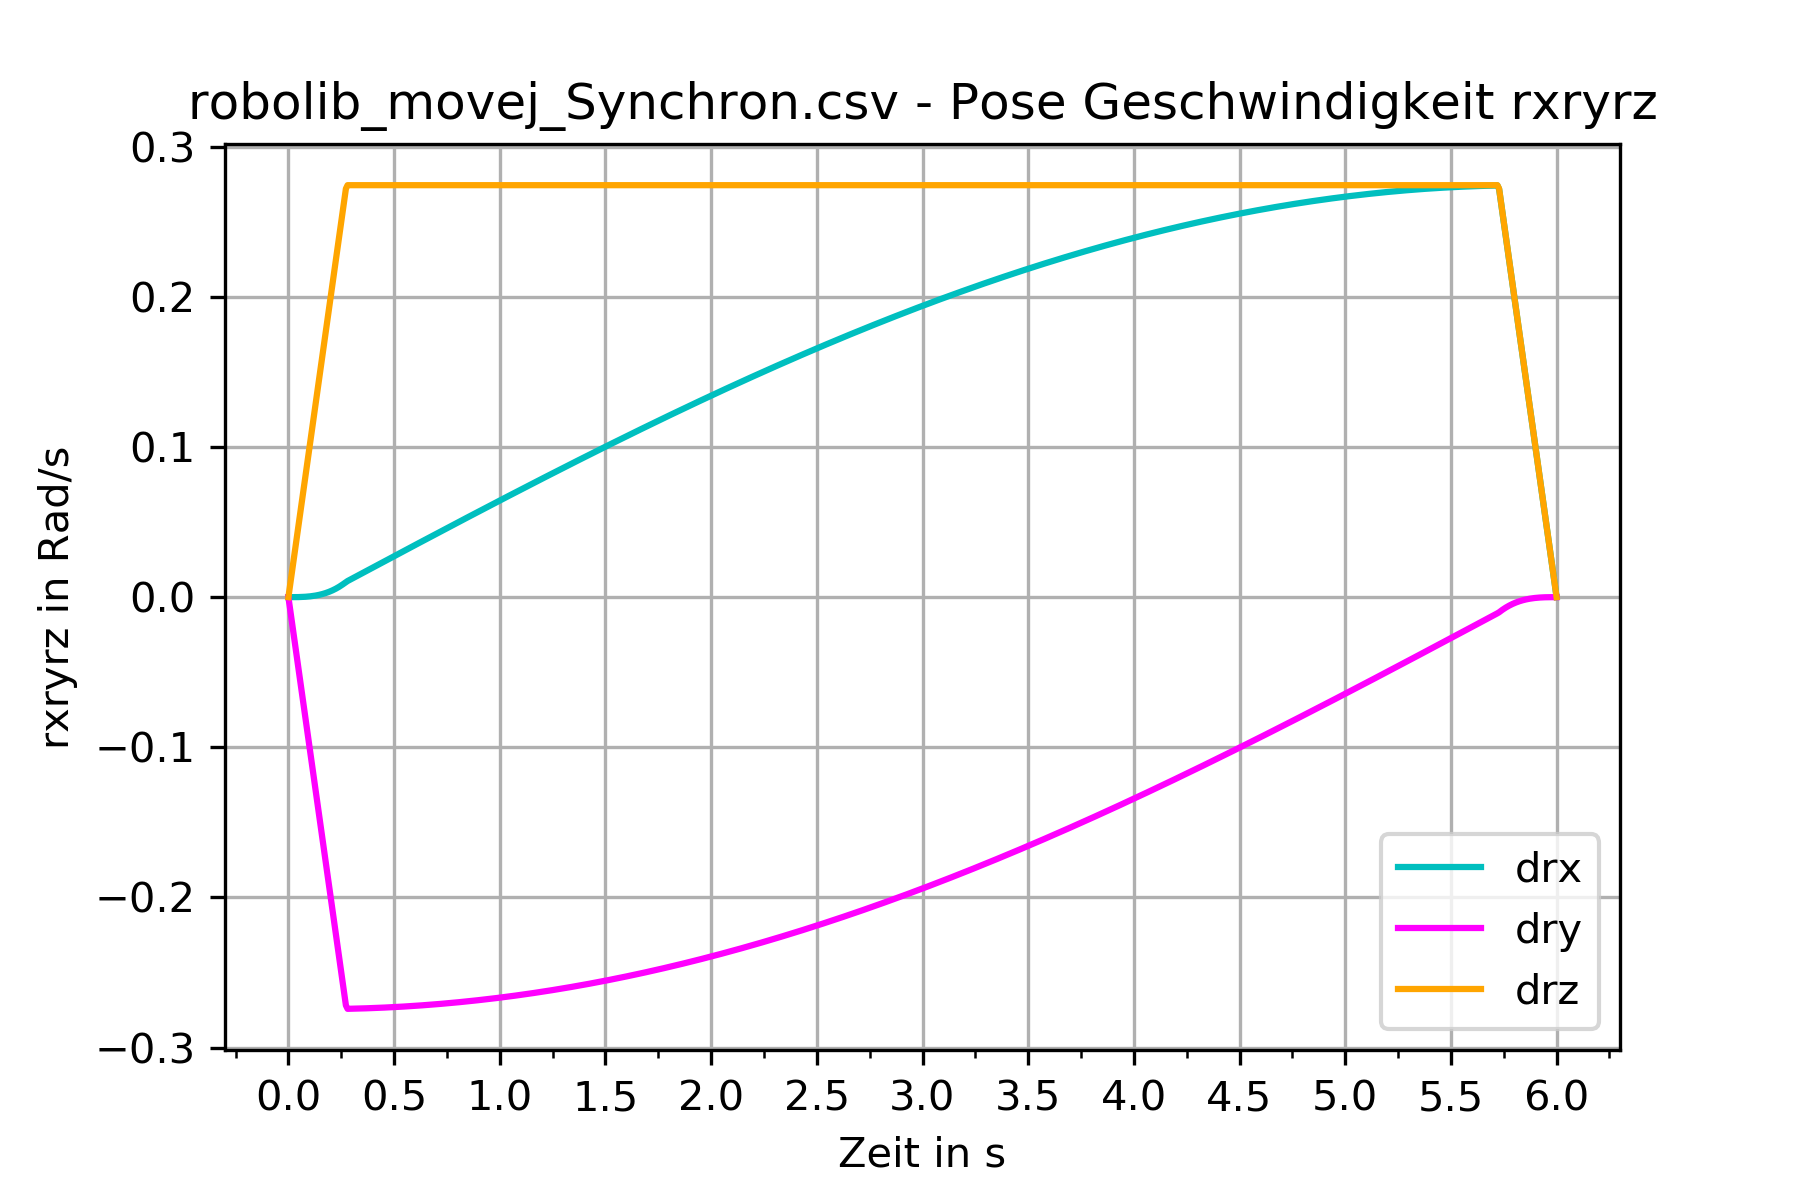 robolib_movej_Synchron.csv - Pose Geschwindigkeit rxryrz
rxryrz in Rad/s
0.3
0.2
0.1
0.0
−0.1
−0.2
−0.3
drx
dry
drz
0.0 0.5 1.0 1.5 2.0 2.5 3.0 3.5 4.0 4.5 5.0 5.5 6.0
Zeit in s